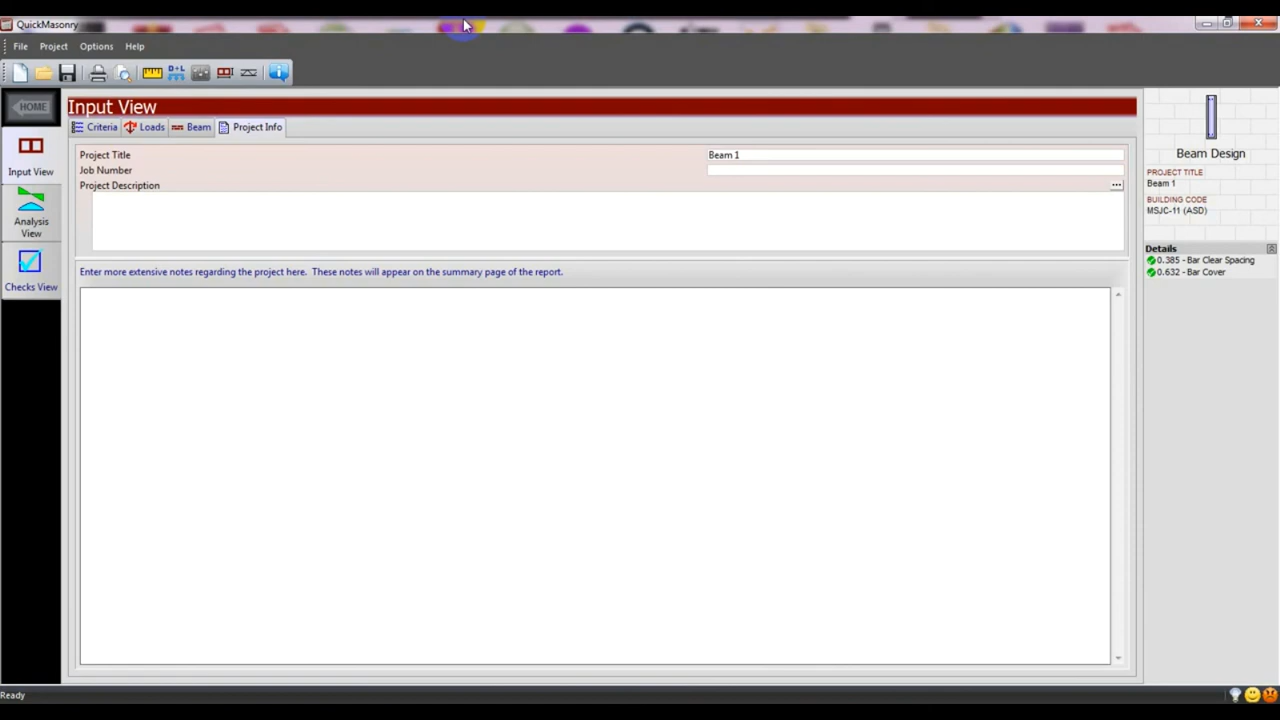 QuickMasonry
File Project Options Help
D+L
HOME
Input View
Criteria Loads Beam Project Info
Input View
Analysis View
Checks View
Project Title Beam 1
Job Number
Project Description ...
Enter more extensive notes regarding the project here. These notes will appear on the summary page of the report.
Beam Design
PROJECT TITLE
Beam 1
BUILDING CODE
MSJC-11 (ASD)
Details
0.385 - Bar Clear Spacing
0.632 - Bar Cover
Ready